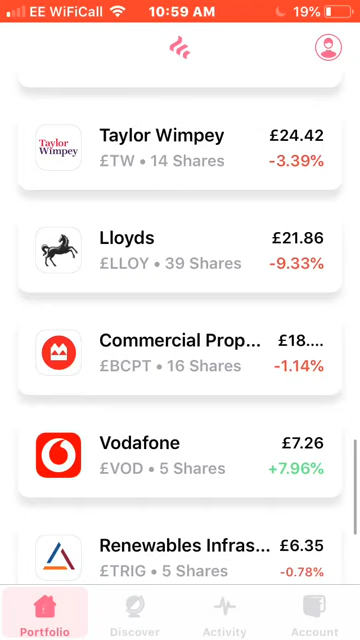 EE WiFiCall 10:59 AM 19%
Taylor Wimpey £24.42
Taylor
Wimpey
£TW • 14 Shares -3.39%
Lloyds £21.86
£LLOY • 39 Shares -9.33%
Commercial Prop... £18....
£BCPT • 16 Shares -1.14%
Vodafone £7.26
£VOD • 5 Shares +7.96%
Renewables Infras... £6.35
£TRIG • 5 Shares -0.78%
Portfolio Discover Activity Account